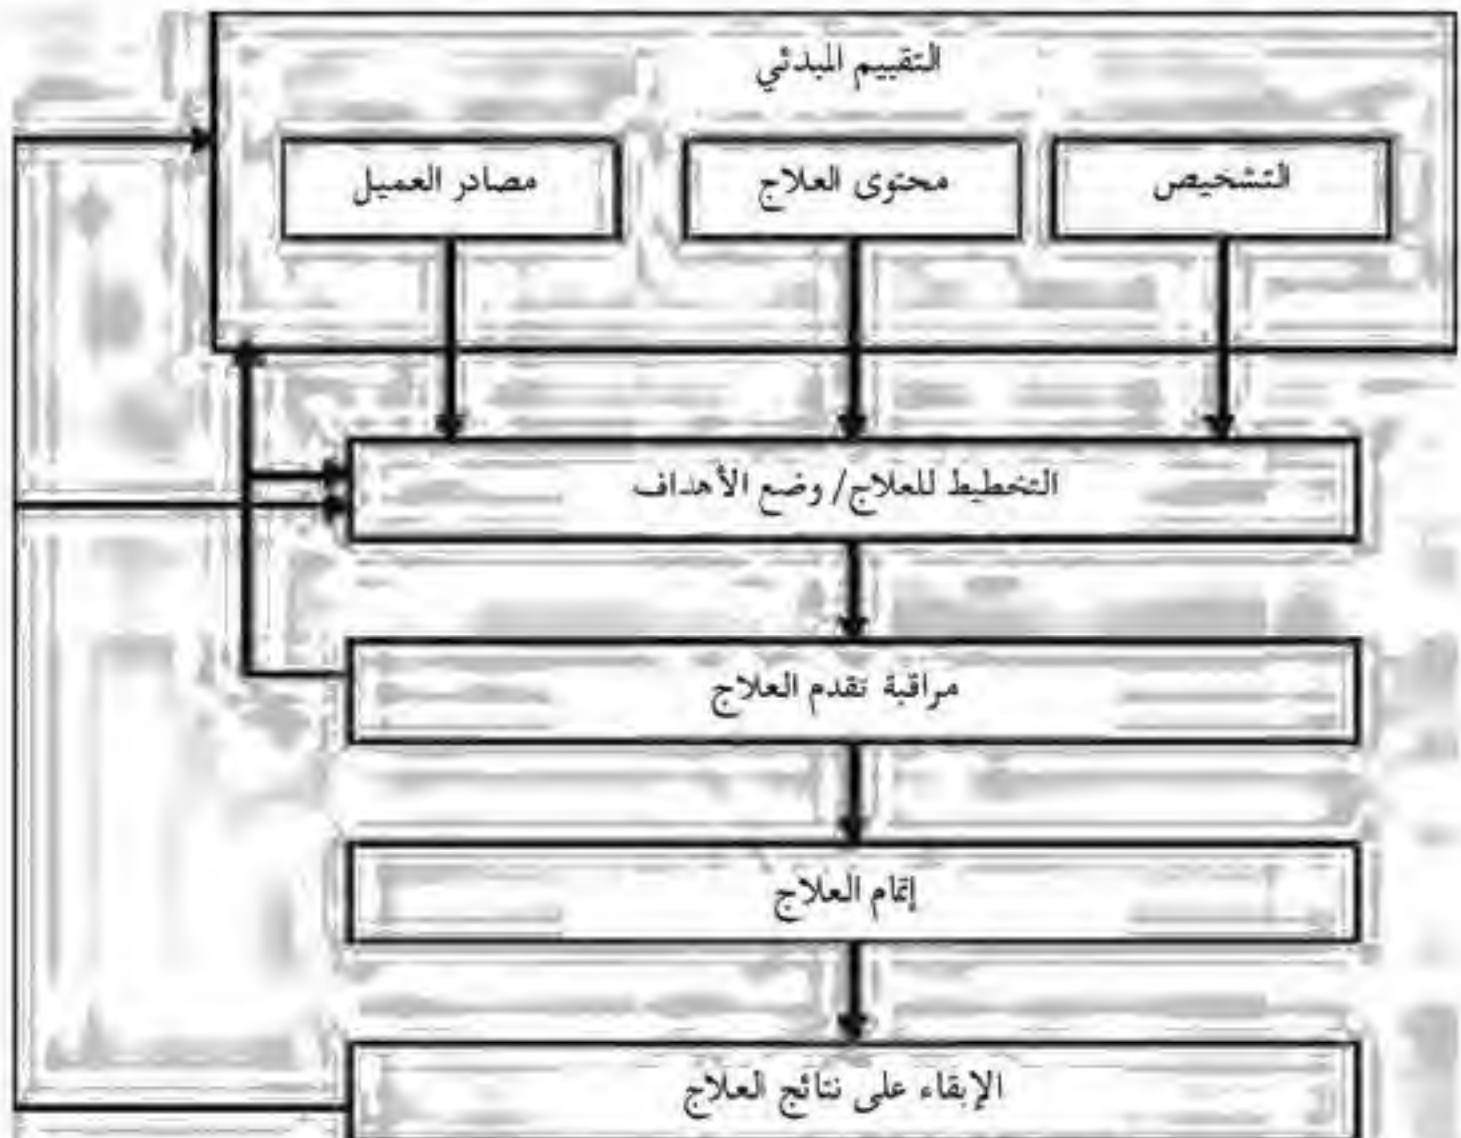 التقييم المبدئي
التشخيص
محتوى العلاج
مصادر العميل
التخطيط للعلاج/ وضع الأهداف
مراقبة تقدم العلاج
إتمام العلاج
الإبقاء على نتائج العلاج